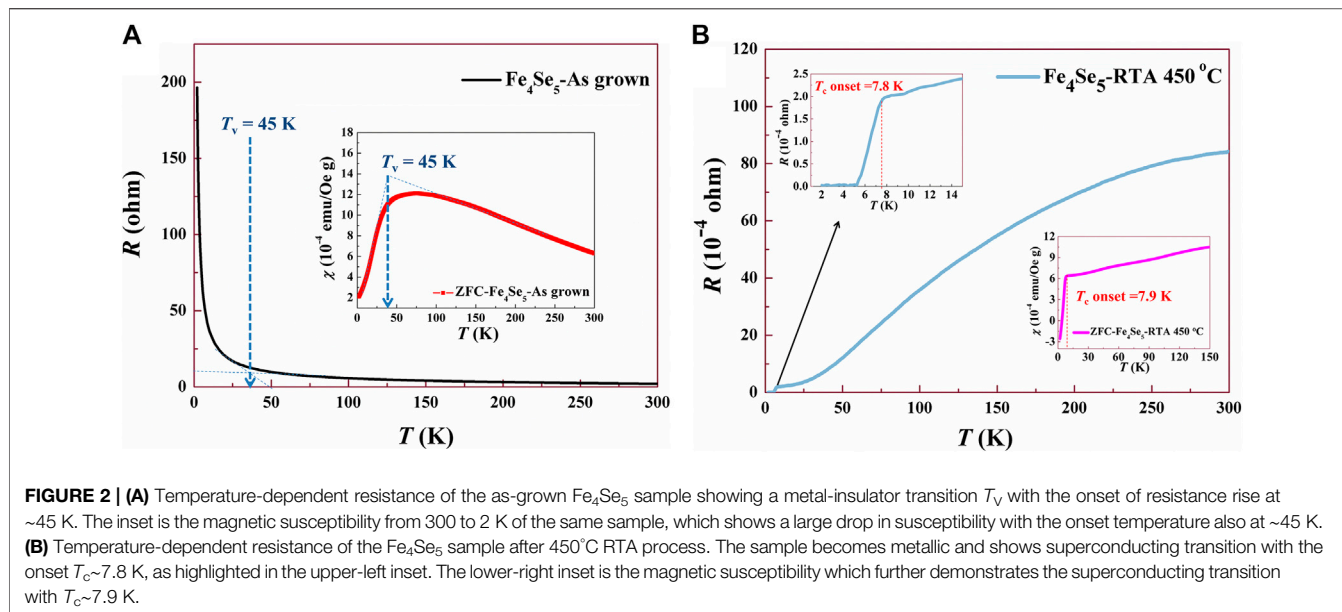 A
B
Fe₄Se₅-As grown
Tᵥ = 45 K
200
150
100
50
0
R (ohm)
0 50 100 150 200 250 300
T (K)
Tᵥ = 45 K
18
16
14
12
10
8
6
4
2
χ (10⁻⁴ emu/Oe g)
ZFC-Fe₄Se₅-As grown
0 50 100 150 200 250 300
T (K)
Fe₄Se₅-RTA 450 °C
120
100
80
60
40
20
0
R (10⁻⁴ ohm)
0 50 100 150 200 250 300
T (K)
T꜀ onset =7.8 K
2.5
2.0
1.5
1.0
0.5
0.0
R (10⁻⁴ ohm)
2 4 6 8 10 12 14
T (K)
12
9
6
3
0
-3
χ (10⁻⁴ emu/Oe g)
T꜀ onset =7.9 K
ZFC-Fe₄Se₅-RTA 450 °C
0 30 60 90 120 150
T (K)
FIGURE 2 | (A) Temperature-dependent resistance of the as-grown Fe₄Se₅ sample showing a metal-insulator transition T_V with the onset of resistance rise at
~45 K. The inset is the magnetic susceptibility from 300 to 2 K of the same sample, which shows a large drop in susceptibility with the onset temperature also at ~45 K.
(B) Temperature-dependent resistance of the Fe₄Se₅ sample after 450°C RTA process. The sample becomes metallic and shows superconducting transition with the
onset T꜀~7.8 K, as highlighted in the upper-left inset. The lower-right inset is the magnetic susceptibility which further demonstrates the superconducting transition
with T꜀~7.9 K.